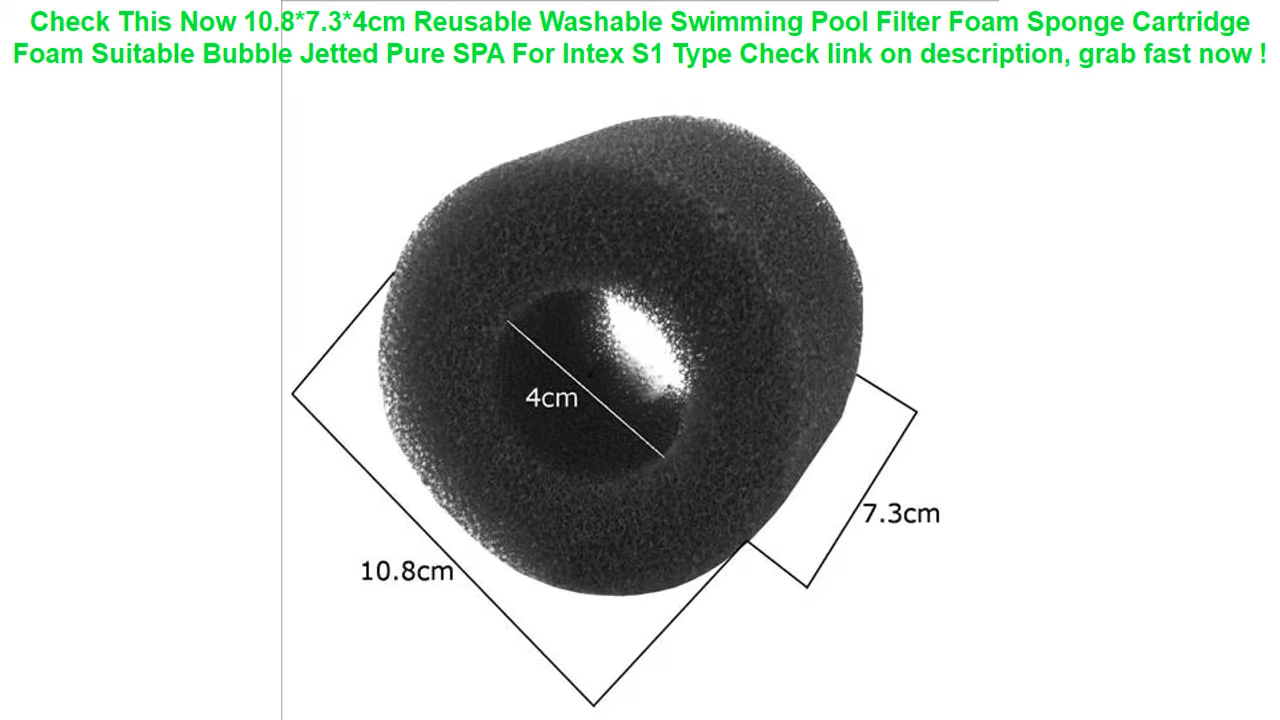 Check This Now 10.8*7.3*4cm Reusable Washable Swimming Pool Filter Foam Sponge Cartridge
Foam Suitable Bubble Jetted Pure SPA For Intex S1 Type Check link on description, grab fast now !
4cm
7.3cm
10.8cm